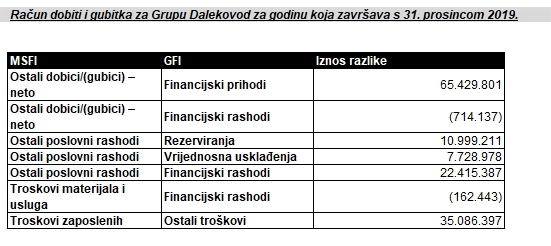 Račun dobiti i gubitka za Grupu Dalekovod za godinu koja završava s 31. prosincom 2019.
MSFI GFI Iznos razlike
Ostali dobici/(gubici) –
neto Financijski prihodi 65.429.801
Ostali dobici/(gubici) –
neto Financijski rashodi (714.137)
Ostali poslovni rashodi Rezerviranja 10.999.211
Ostali poslovni rashodi Vrijednosna usklađenja 7.728.978
Ostali poslovni rashodi Financijski rashodi 22.415.387
Troskovi materijala i
usluga Financijski rashodi (162.443)
Troskovi zaposlenih Ostali troškovi 35.086.397